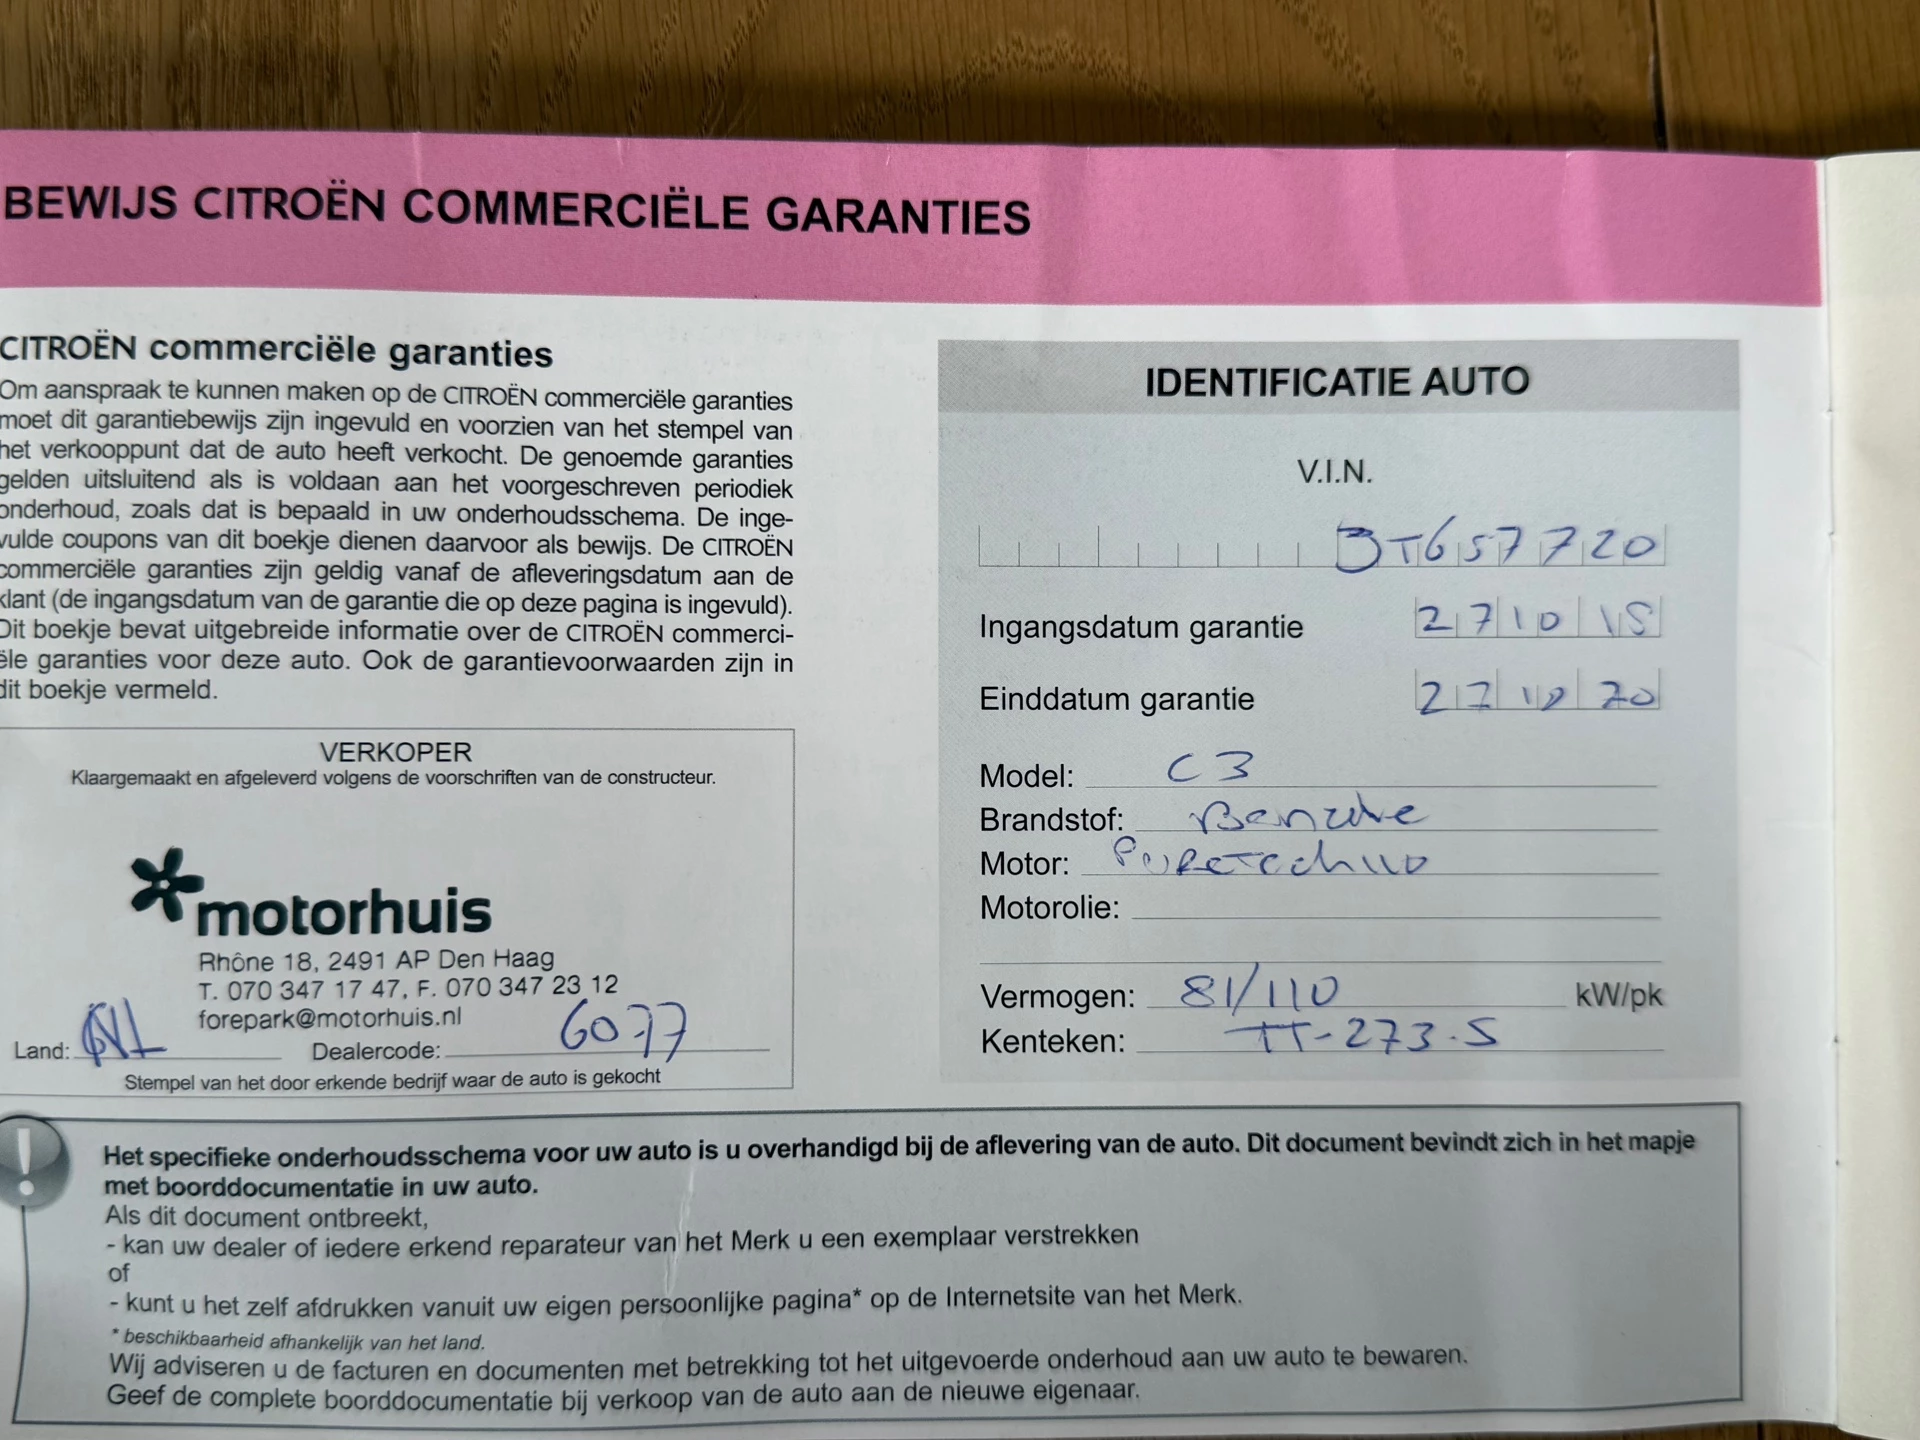 BEWIJS CITROËN COMMERCIËLE GARANTIES
CITROËN commerciële garanties
Om aanspraak te kunnen maken op de CITROËN commerciële garanties
moet dit garantiebewijs zijn ingevuld en voorzien van het stempel van
het verkooppunt dat de auto heeft verkocht. De genoemde garanties
gelden uitsluitend als is voldaan aan het voorgeschreven periodiek
onderhoud, zoals dat is bepaald in uw onderhoudsschema. De inge-
vulde coupons van dit boekje dienen daarvoor als bewijs. De CITROËN
commerciële garanties zijn geldig vanaf de afleveringsdatum aan de
klant (de ingangsdatum van de garantie die op deze pagina is ingevuld).
Dit boekje bevat uitgebreide informatie over de CITROËN commerci-
ële garanties voor deze auto. Ook de garantievoorwaarden zijn in
dit boekje vermeld.
VERKOPER
Klaargemaakt en afgeleverd volgens de voorschriften van de constructeur.
motorhuis
Rhône 18, 2491 AP Den Haag
T. 070 347 17 47, F. 070 347 23 12
forepark@motorhuis.nl
Land: NL Dealercode: 6077
Stempel van het door erkende bedrijf waar de auto is gekocht
IDENTIFICATIE AUTO
V.I.N.
T657720
Ingangsdatum garantie 27 10 15
Einddatum garantie 27 10 20
Model: C3
Brandstof: Benzine
Motor: Puretech 110
Motorolie:
Vermogen: 81/110 kW/pk
Kenteken: TT-273-S
Het specifieke onderhoudsschema voor uw auto is u overhandigd bij de aflevering van de auto. Dit document bevindt zich in het mapje
met boorddocumentatie in uw auto.
Als dit document ontbreekt,
- kan uw dealer of iedere erkend reparateur van het Merk u een exemplaar verstrekken
of
- kunt u het zelf afdrukken vanuit uw eigen persoonlijke pagina* op de Internetsite van het Merk.
* beschikbaarheid afhankelijk van het land.
Wij adviseren u de facturen en documenten met betrekking tot het uitgevoerde onderhoud aan uw auto te bewaren.
Geef de complete boorddocumentatie bij verkoop van de auto aan de nieuwe eigenaar.